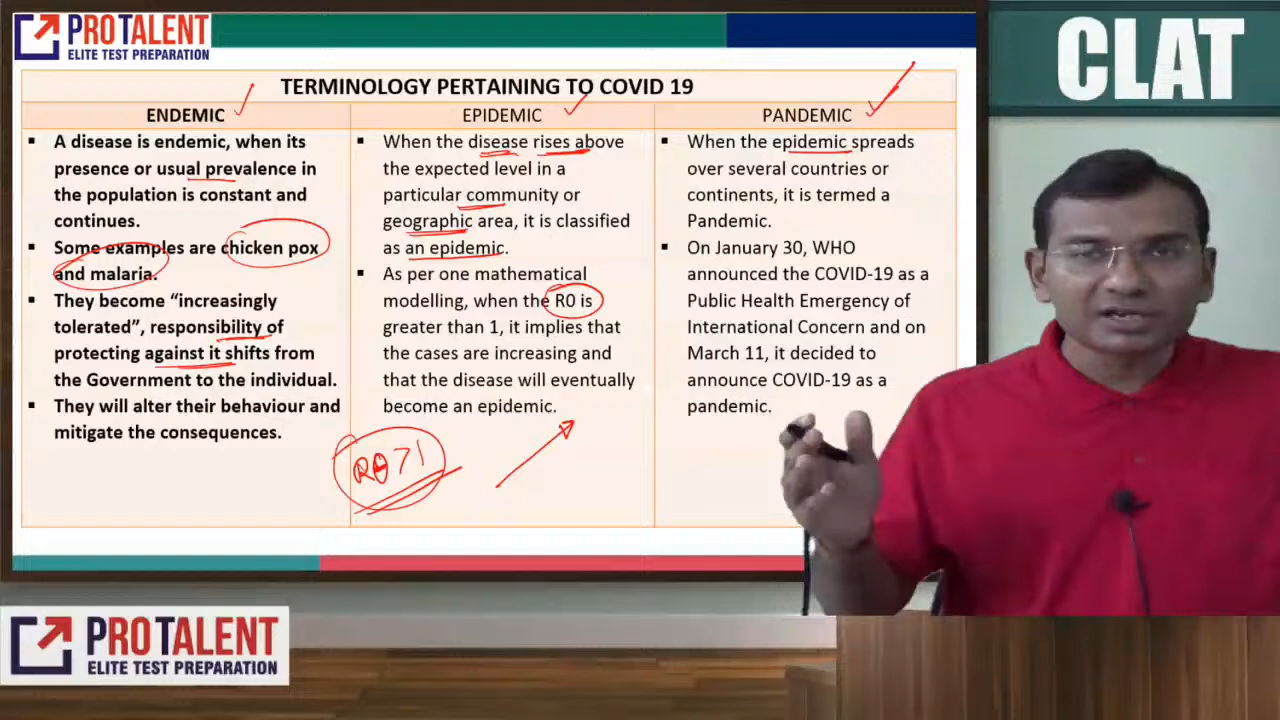 PROTALENT
ELITE TEST PREPARATION
CLAT
TERMINOLOGY PERTAINING TO COVID 19
ENDEMIC
▪ A disease is endemic, when its
presence or usual prevalence in
the population is constant and
continues.
▪ Some examples are chicken pox
and malaria.
▪ They become “increasingly
tolerated”, responsibility of
protecting against it shifts from
the Government to the individual.
▪ They will alter their behaviour and
mitigate the consequences.
EPIDEMIC
▪ When the disease rises above
the expected level in a
particular community or
geographic area, it is classified
as an epidemic.
▪ As per one mathematical
modelling, when the R0 is
greater than 1, it implies that
the cases are increasing and
that the disease will eventually
become an epidemic.
R0 >1
PANDEMIC
▪ When the epidemic spreads
over several countries or
continents, it is termed a
Pandemic.
▪ On January 30, WHO
announced the COVID-19 as a
Public Health Emergency of
International Concern and on
March 11, it decided to
announce COVID-19 as a
pandemic.
PROTALENT
ELITE TEST PREPARATION